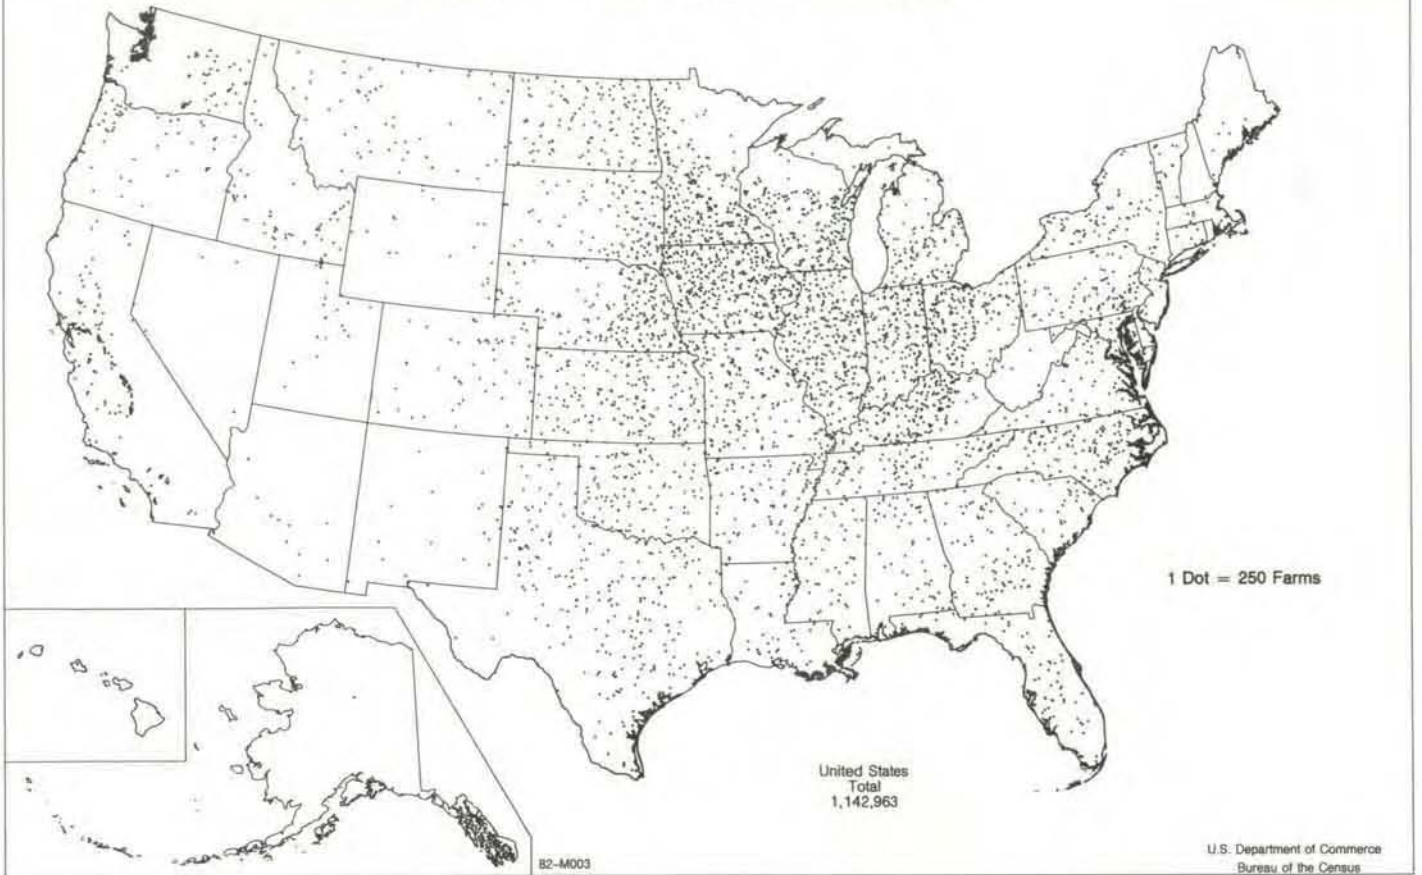 1 Dot = 250 Farms
United States
Total
1,142,963
82-M003
U.S. Department of Commerce
Bureau of the Census